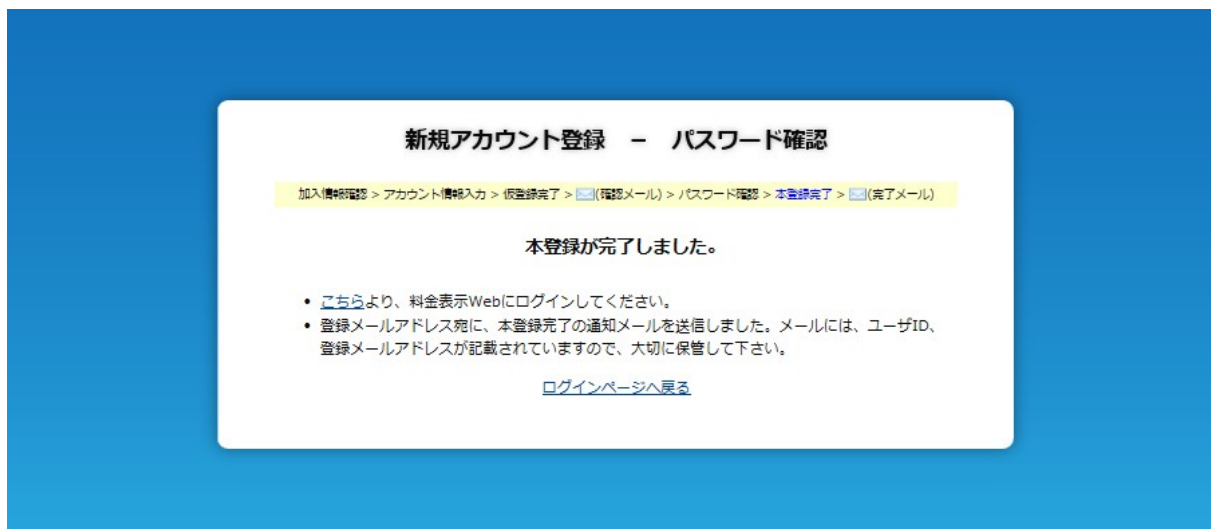 新規アカウント登録　－　パスワード確認
加入情報確認 > アカウント情報入力 > 仮登録完了 > (確認メール) > パスワード確認 > 本登録完了 > (完了メール)
本登録が完了しました。
• こちらより、料金表示Webにログインしてください。
• 登録メールアドレス宛に、本登録完了の通知メールを送信しました。メールには、ユーザID、
登録メールアドレスが記載されていますので、大切に保管して下さい。
ログインページへ戻る